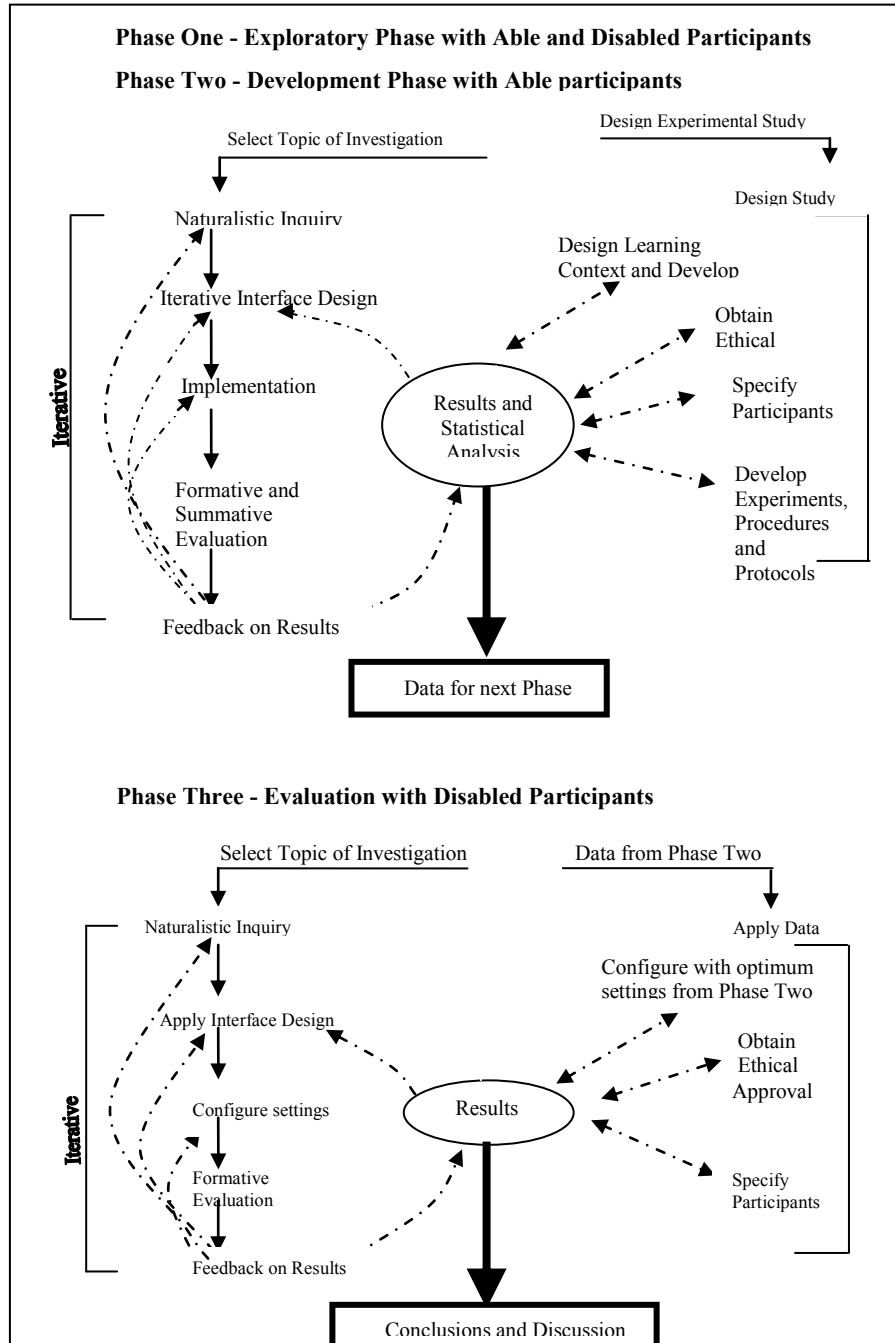 Phase One - Exploratory Phase with Able and Disabled Participants
Phase Two - Development Phase with Able participants
Select Topic of Investigation
Design Experimental Study
Naturalistic Inquiry
Iterative Interface Design
Implementation
Formative and
Summative
Evaluation
Feedback on Results
Iterative
Results and
Statistical
Analysis
Design Study
Design Learning
Context and Develop
Obtain
Ethical
Specify
Participants
Develop
Experiments,
Procedures
and
Protocols
Data for next Phase
Phase Three - Evaluation with Disabled Participants
Select Topic of Investigation
Data from Phase Two
Naturalistic Inquiry
Apply Interface Design
Configure settings
Formative
Evaluation
Feedback on Results
Iterative
Results
Apply Data
Configure with optimum
settings from Phase Two
Obtain
Ethical
Approval
Specify
Participants
Conclusions and Discussion